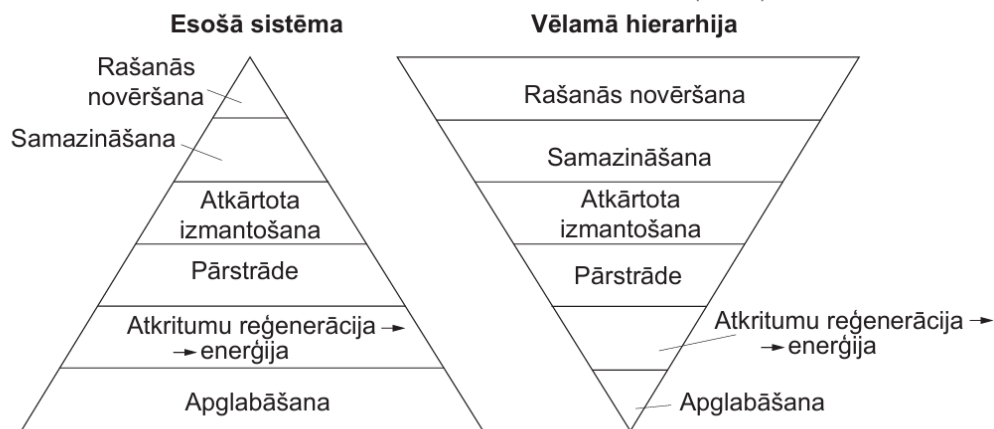 Esošā sistēma
Rašanās
novēršana
Samazināšana
Atkārtota
izmantošana
Pārstrāde
Atkritumu reģenerācija →
→ enerģija
Apglabāšana
Vēlamā hierarhija
Rašanās novēršana
Samazināšana
Atkārtota
izmantošana
Pārstrāde
Atkritumu reģenerācija →
→ enerģija
Apglabāšana